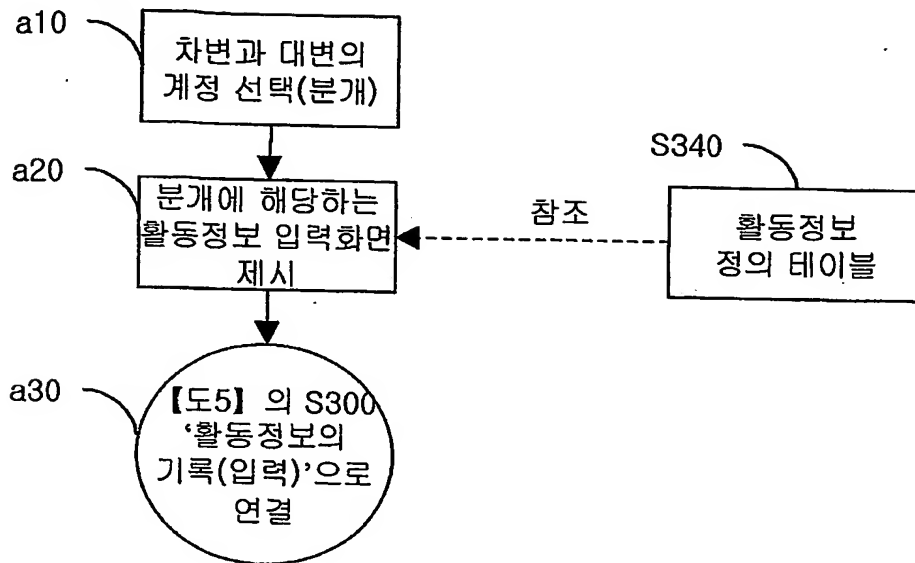 a10
차변과 대변의
계정 선택(분개)
a20
분개에 해당하는
활동정보 입력화면
제시
S340
참조
활동정보
정의 테이블
a30
【도5】의 S300
‘활동정보의
기록(입력)’으로
연결